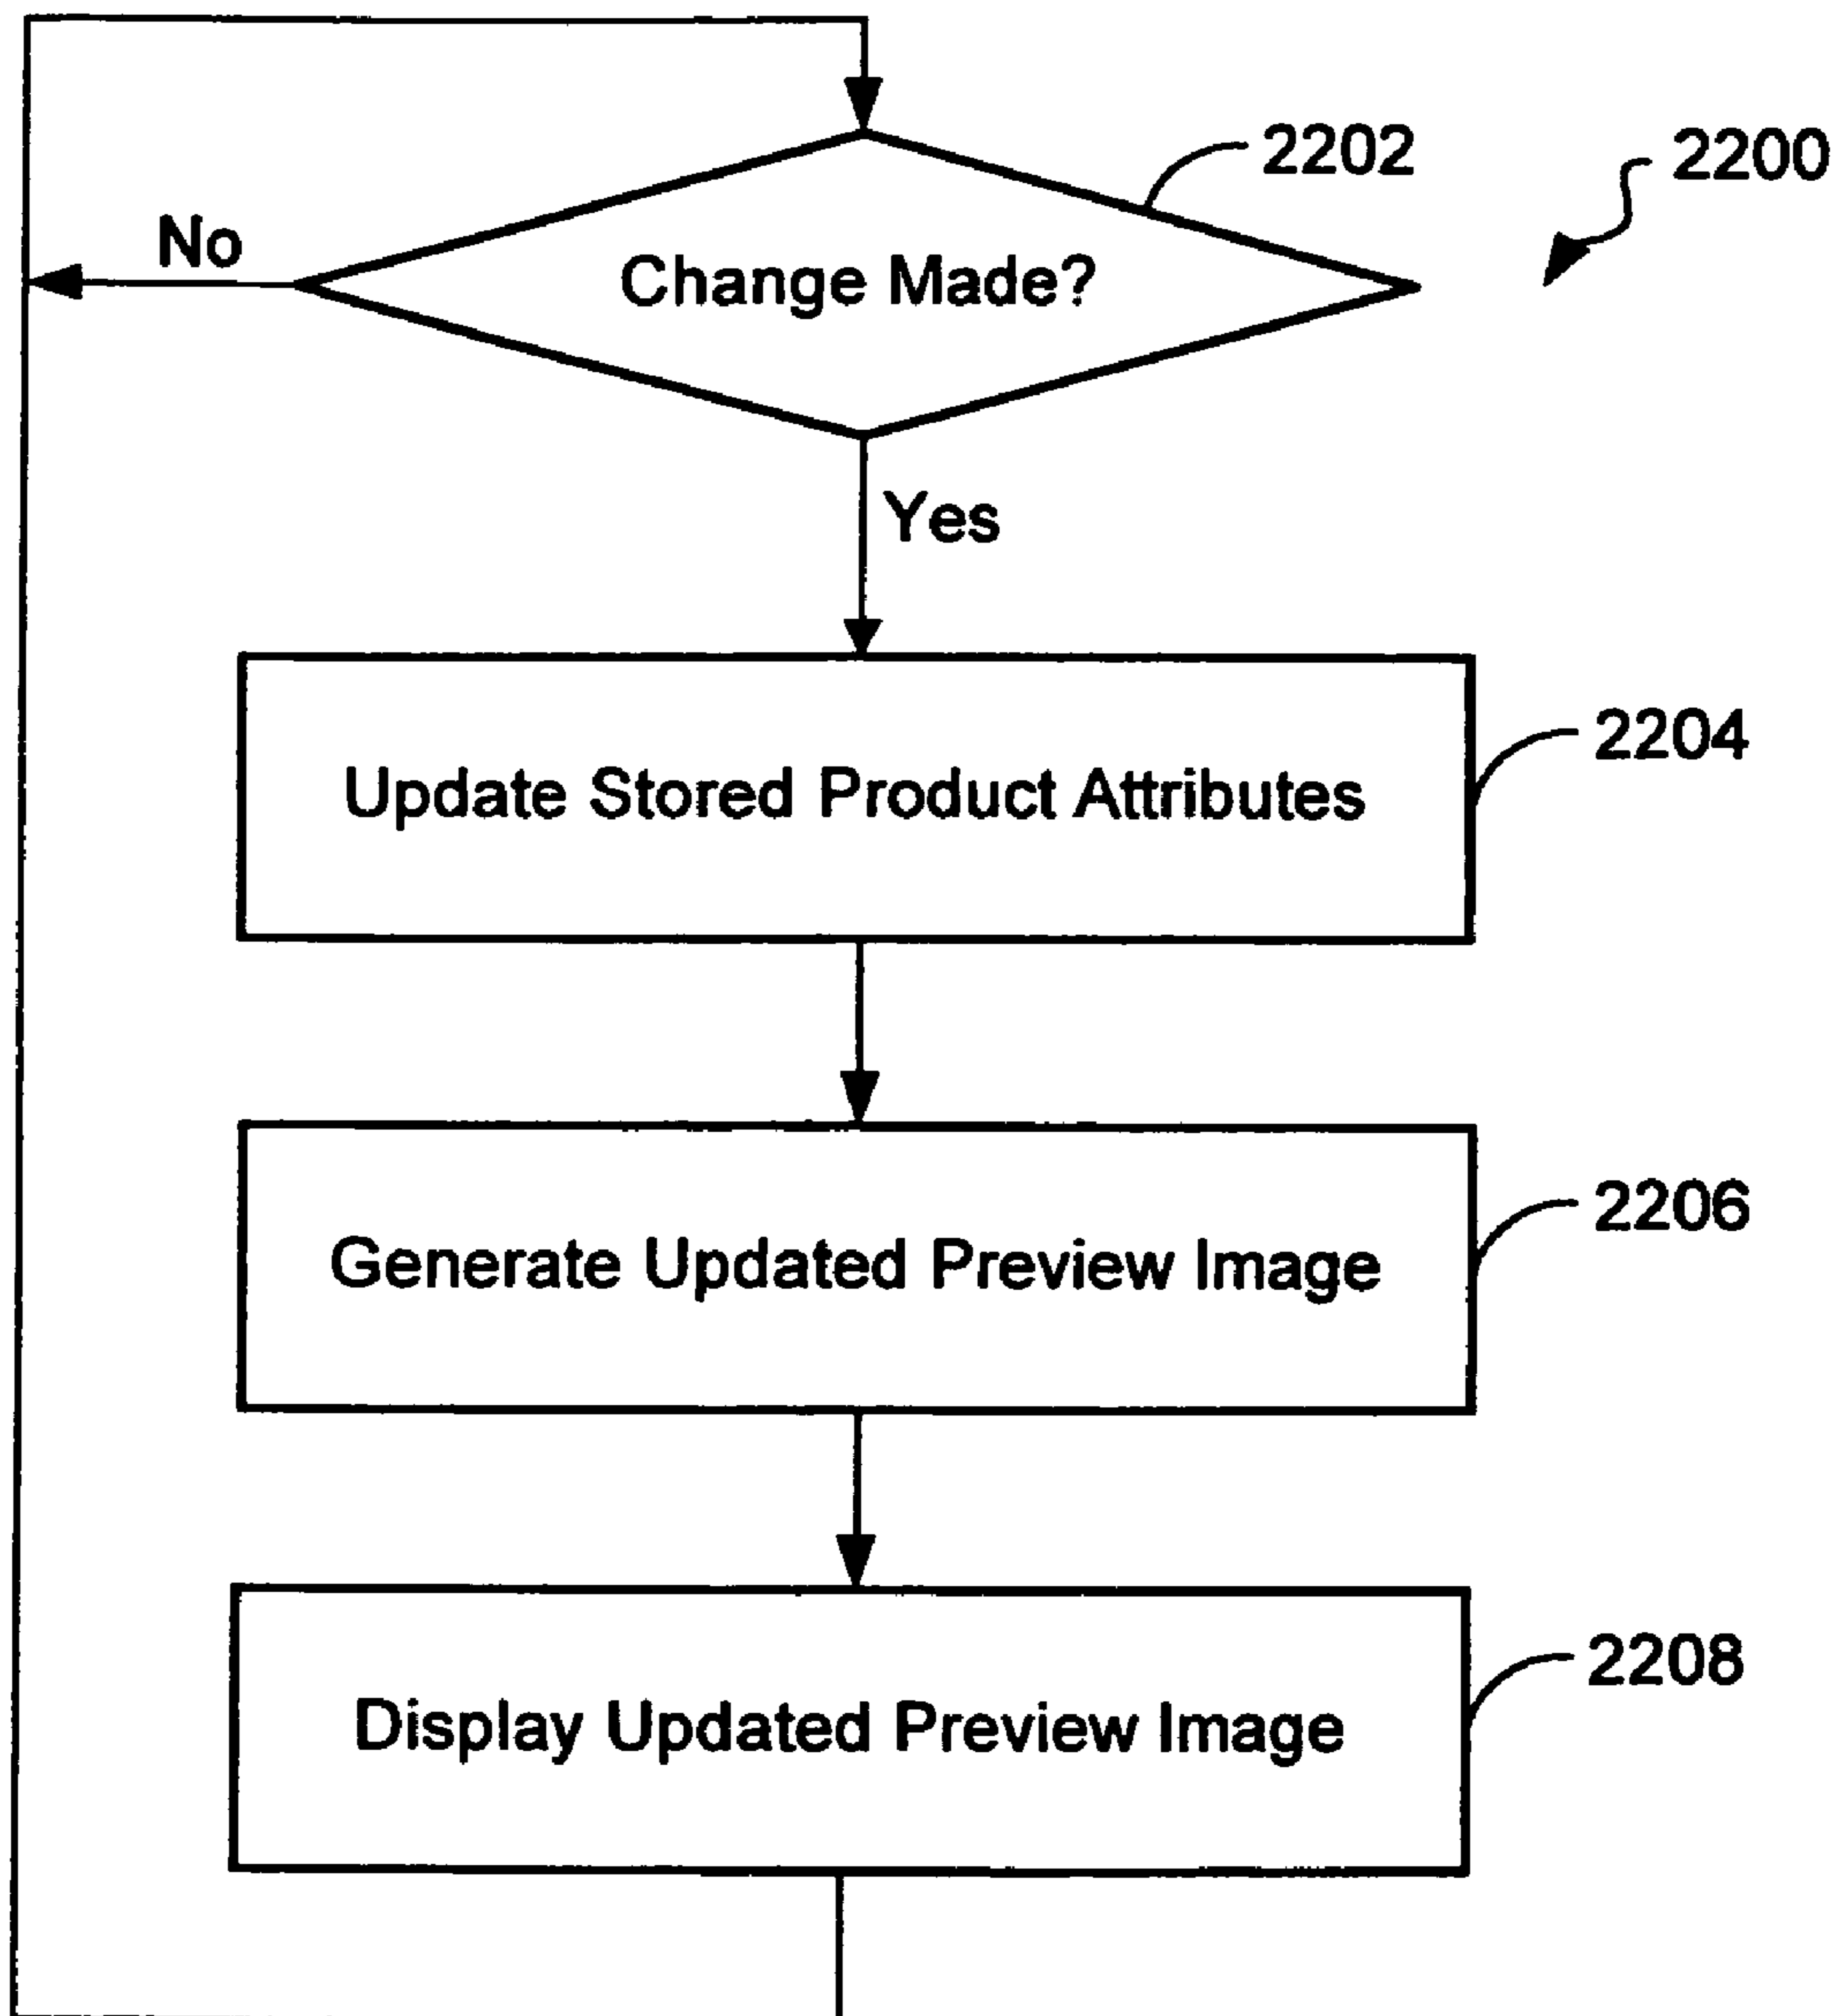 2202
2200
No
Change Made?
Yes
2204
Update Stored Product Attributes
2206
Generate Updated Preview Image
2208
Display Updated Preview Image